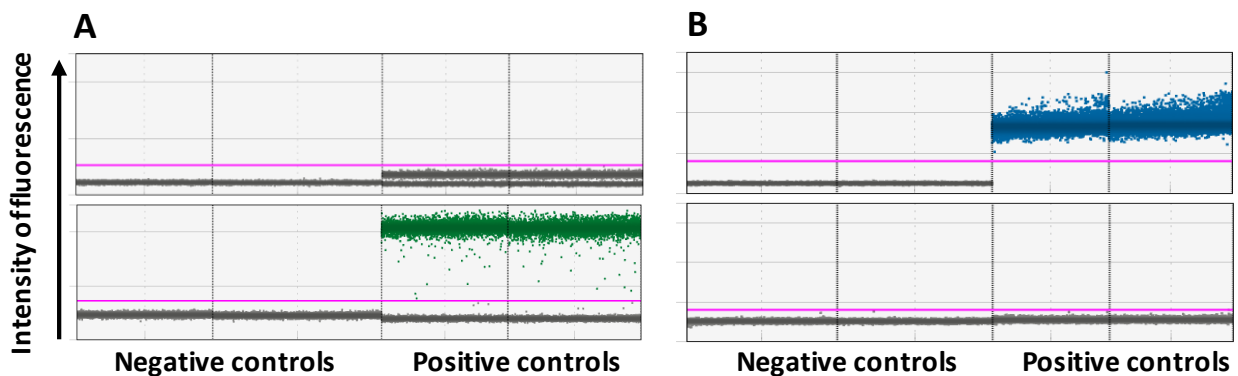 A
B
Intensity of fluorescence
Negative controls
Positive controls
Negative controls
Positive controls